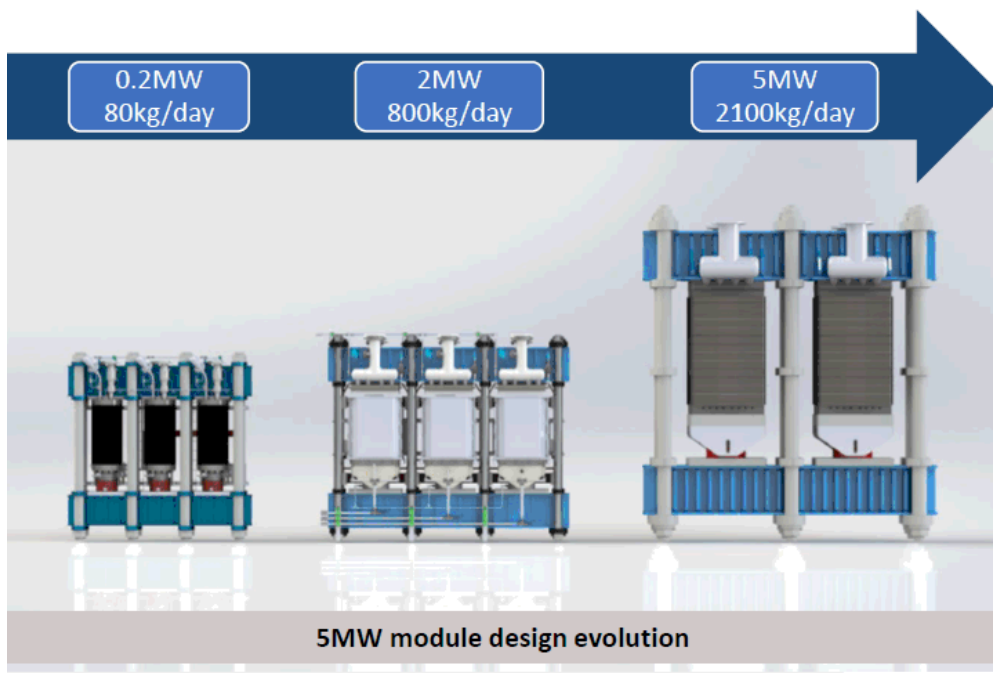 0.2MW
80kg/day
2MW
800kg/day
5MW
2100kg/day
5MW module design evolution